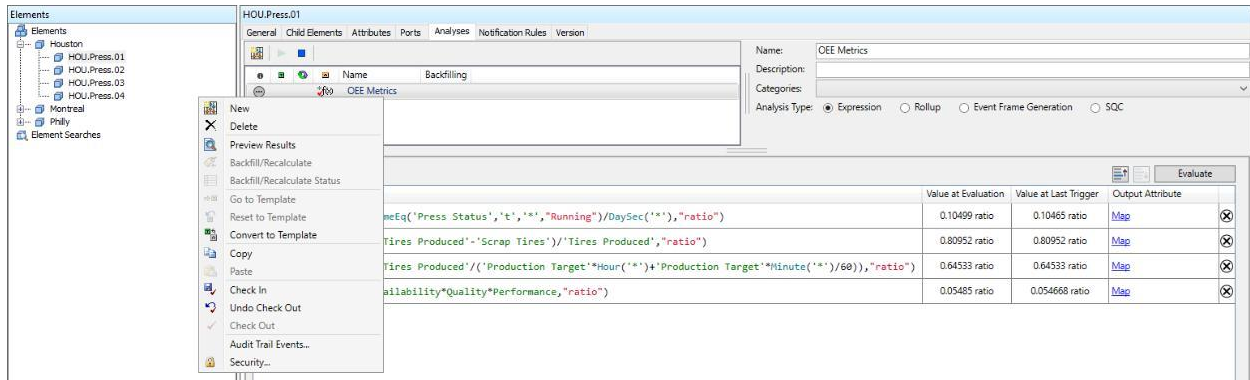 Elements
Elements
Houston
HOU.Press.01
HOU.Press.02
HOU.Press.03
HOU.Press.04
Montreal
Philly
Element Searches
HOU.Press.01
General Child Elements Attributes Ports Analyses Notification Rules Version
Name Backfilling
f(x) OEE Metrics
Name: OEE Metrics
Description:
Categories:
Analysis Type: Expression Rollup Event Frame Generation SQC
New
Delete
Preview Results
Backfill/Recalculate
Backfill/Recalculate Status
Go to Template
Reset to Template
Convert to Template
Copy
Paste
Check In
Undo Check Out
Check Out
Audit Trail Events...
Security...
Evaluate
Value at Evaluation Value at Last Trigger Output Attribute
meEq('Press Status','t','*',"Running")/DaySec('*'),"ratio") 0.10499 ratio 0.10465 ratio Map
Tires Produced'-'Scrap Tires')/'Tires Produced',"ratio") 0.80952 ratio 0.80952 ratio Map
Tires Produced'/('Production Target'*Hour('*')+'Production Target'*Minute('*')/60)),"ratio") 0.64533 ratio 0.64533 ratio Map
ailability*Quality*Performance,"ratio") 0.05485 ratio 0.054668 ratio Map